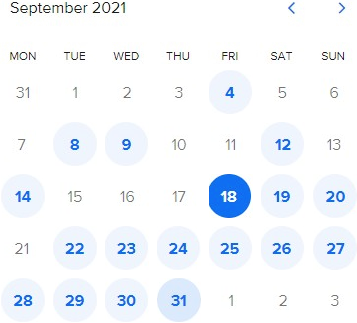 September 2021
MON TUE WED THU FRI SAT SUN
31 1 2 3 4 5 6
7 8 9 10 11 12 13
14 15 16 17 18 19 20
21 22 23 24 25 26 27
28 29 30 31 1 2 3